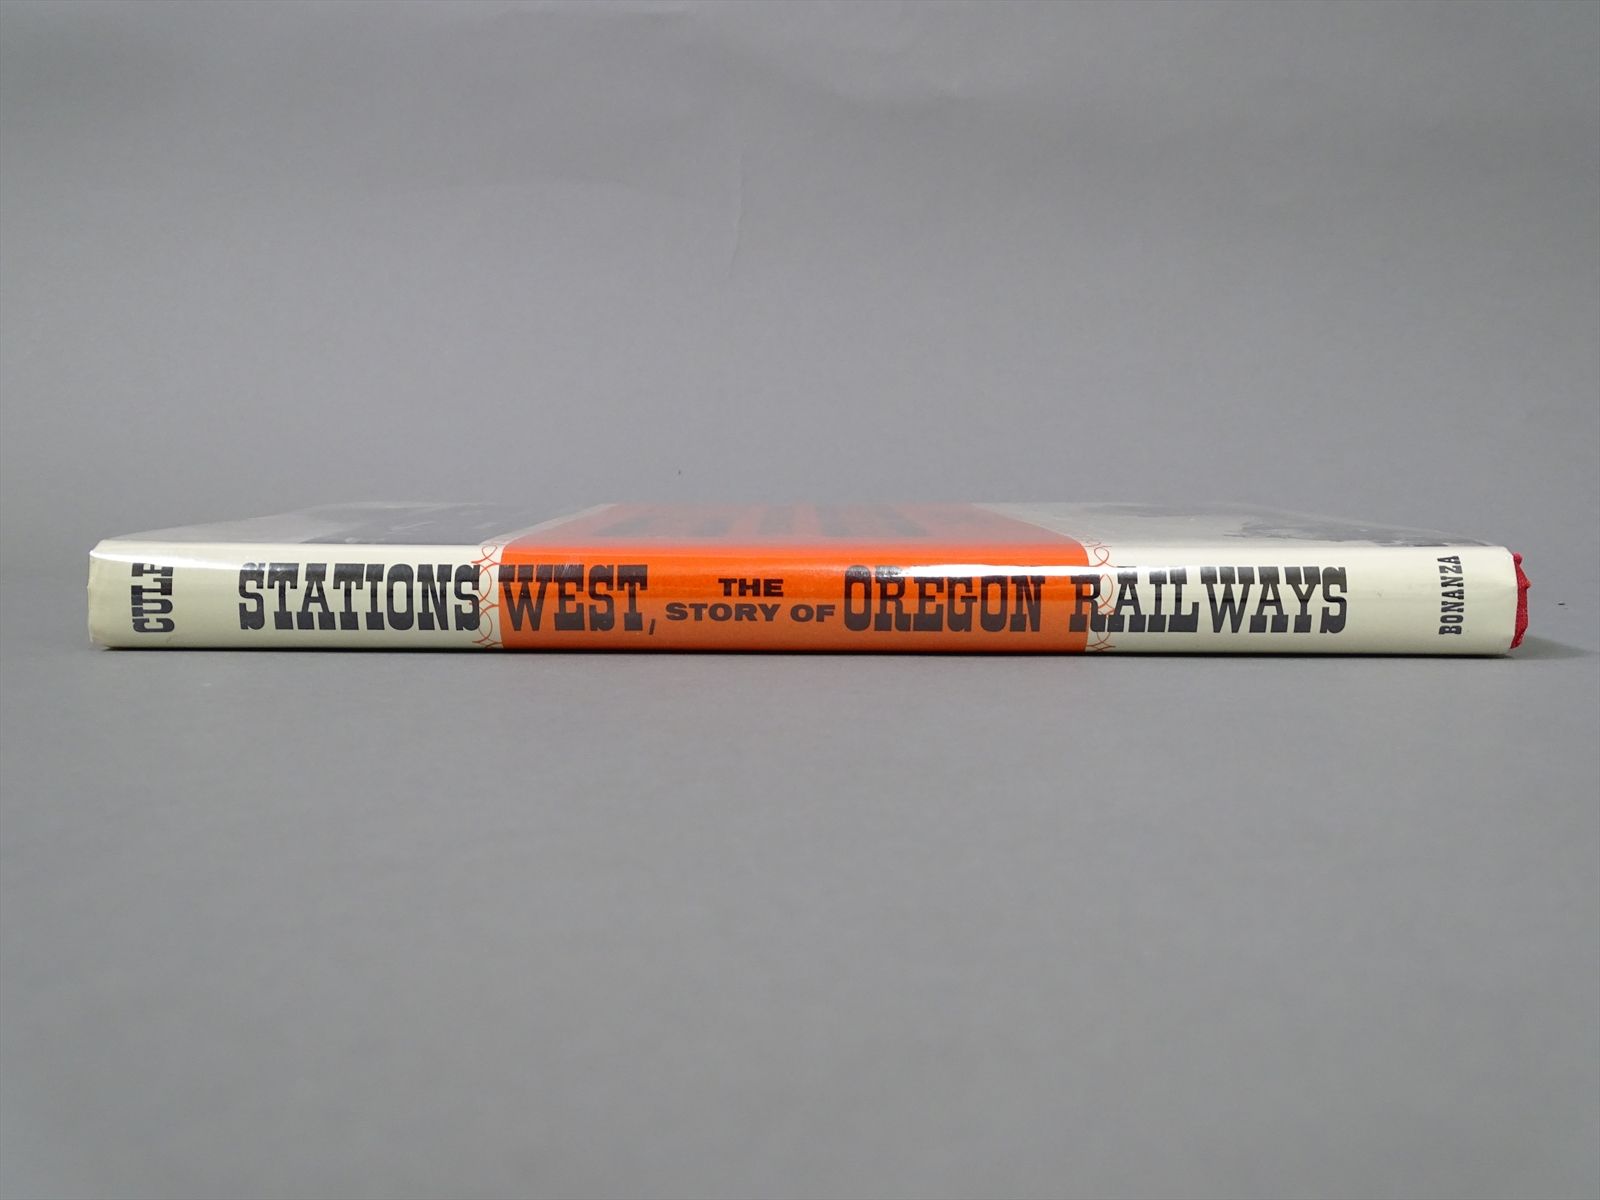 CULP
STATIONS WEST, THE STORY OF OREGON RAILWAYS
BONANZA